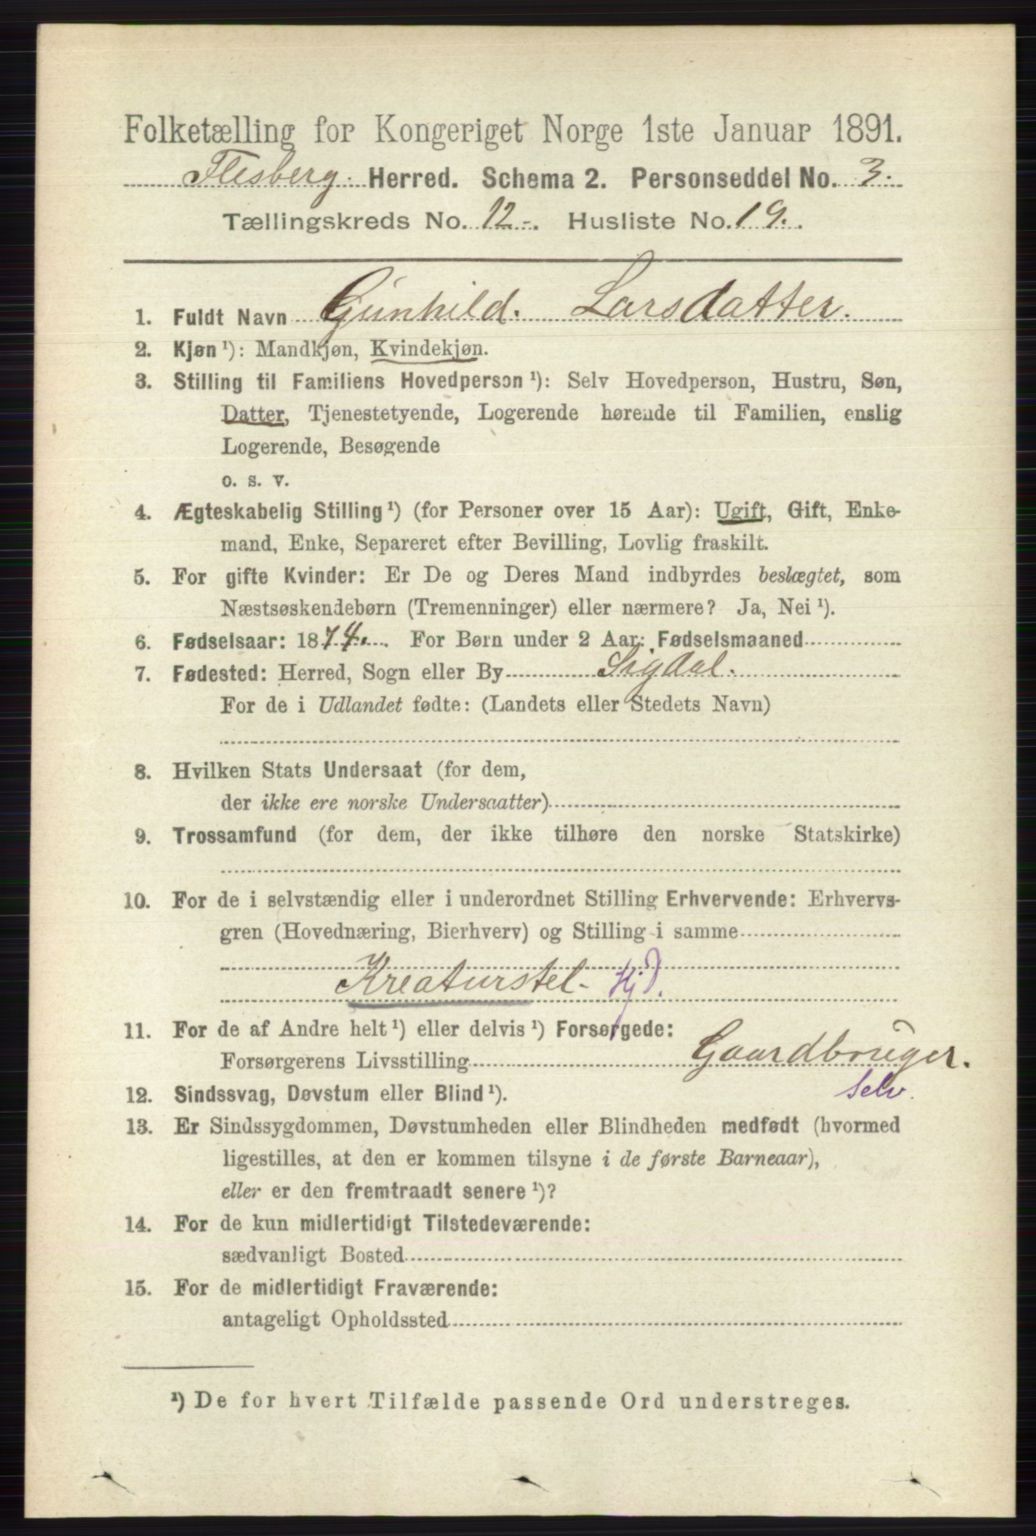 Folketælling for Kongeriget Norge 1ste Januar 1891.
Flesberg Herred. Schema 2. Personseddel No. 3.
Tællingskreds No. 12. Husliste No. 19.
1. Fuldt Navn Gunhild. Larsdatter.
2. Kjøn ¹): Mandkjøn, Kvindekjøn.
3. Stilling til Familiens Hovedperson ¹): Selv Hovedperson, Hustru, Søn,
Datter, Tjenestetyende, Logerende hørende til Familien, enslig
Logerende, Besøgende
o. s. v.
4. Ægteskabelig Stilling ¹) (for Personer over 15 Aar): Ugift, Gift, Enke-
mand, Enke, Separeret efter Bevilling, Lovlig fraskilt.
5. For gifte Kvinder: Er De og Deres Mand indbyrdes beslægtet, som
Næstsøskendebørn (Tremenninger) eller nærmere? Ja, Nei ¹).
6. Fødselsaar: 1874. For Børn under 2 Aar: Fødselsmaaned
7. Fødested: Herred, Sogn eller By Sigdal.
For de i Udlandet fødte: (Landets eller Stedets Navn)
8. Hvilken Stats Undersaat (for dem,
der ikke ere norske Undersaatter)
9. Trossamfund (for dem, der ikke tilhøre den norske Statskirke)
10. For de i selvstændig eller i underordnet Stilling Erhvervende: Erhvervs-
gren (Hovednæring, Bierhverv) og Stilling i samme
Kreaturstel- Hjd.
11. For de af Andre helt ¹) eller delvis ¹) Forsørgede:
Forsørgerens Livsstilling Gaardbruger.
selv.
12. Sindssvag, Døvstum eller Blind ¹).
13. Er Sindssygdommen, Døvstumheden eller Blindheden medfødt (hvormed
ligestilles, at den er kommen tilsyne i de første Barneaar),
eller er den fremtraadt senere ¹)?
14. For de kun midlertidigt Tilstedeværende:
sædvanligt Bosted
15. For de midlertidigt Fraværende:
antageligt Opholdssted
¹) De for hvert Tilfælde passende Ord understreges.